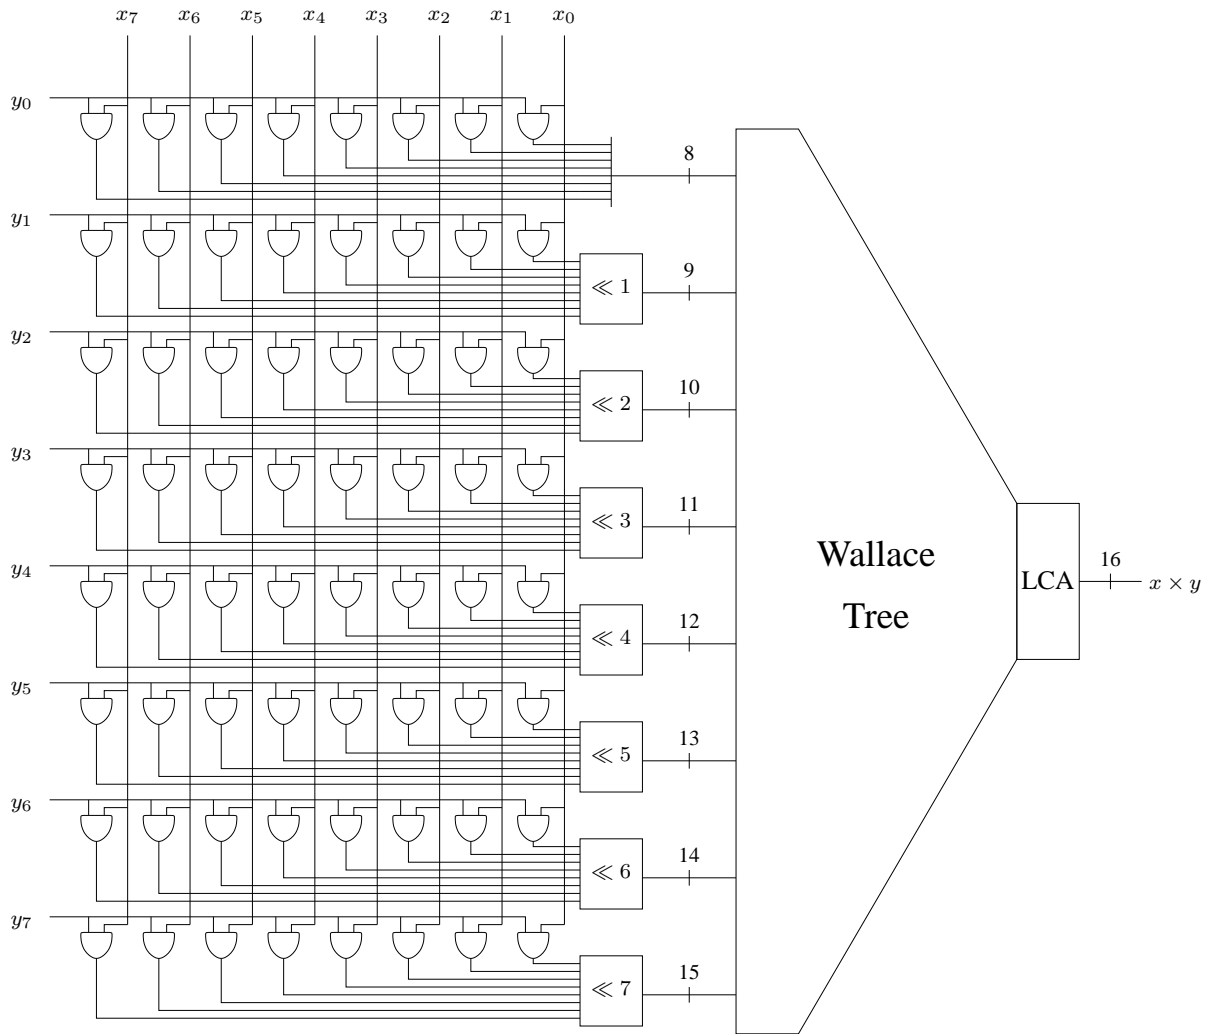 x₇ x₆ x₅ x₄ x₃ x₂ x₁ x₀
y₀
8
y₁
≪ 1
9
y₂
≪ 2
10
y₃
≪ 3
11
y₄
≪ 4
12
y₅
≪ 5
13
y₆
≪ 6
14
y₇
≪ 7
15
Wallace
Tree
LCA
16
x × y